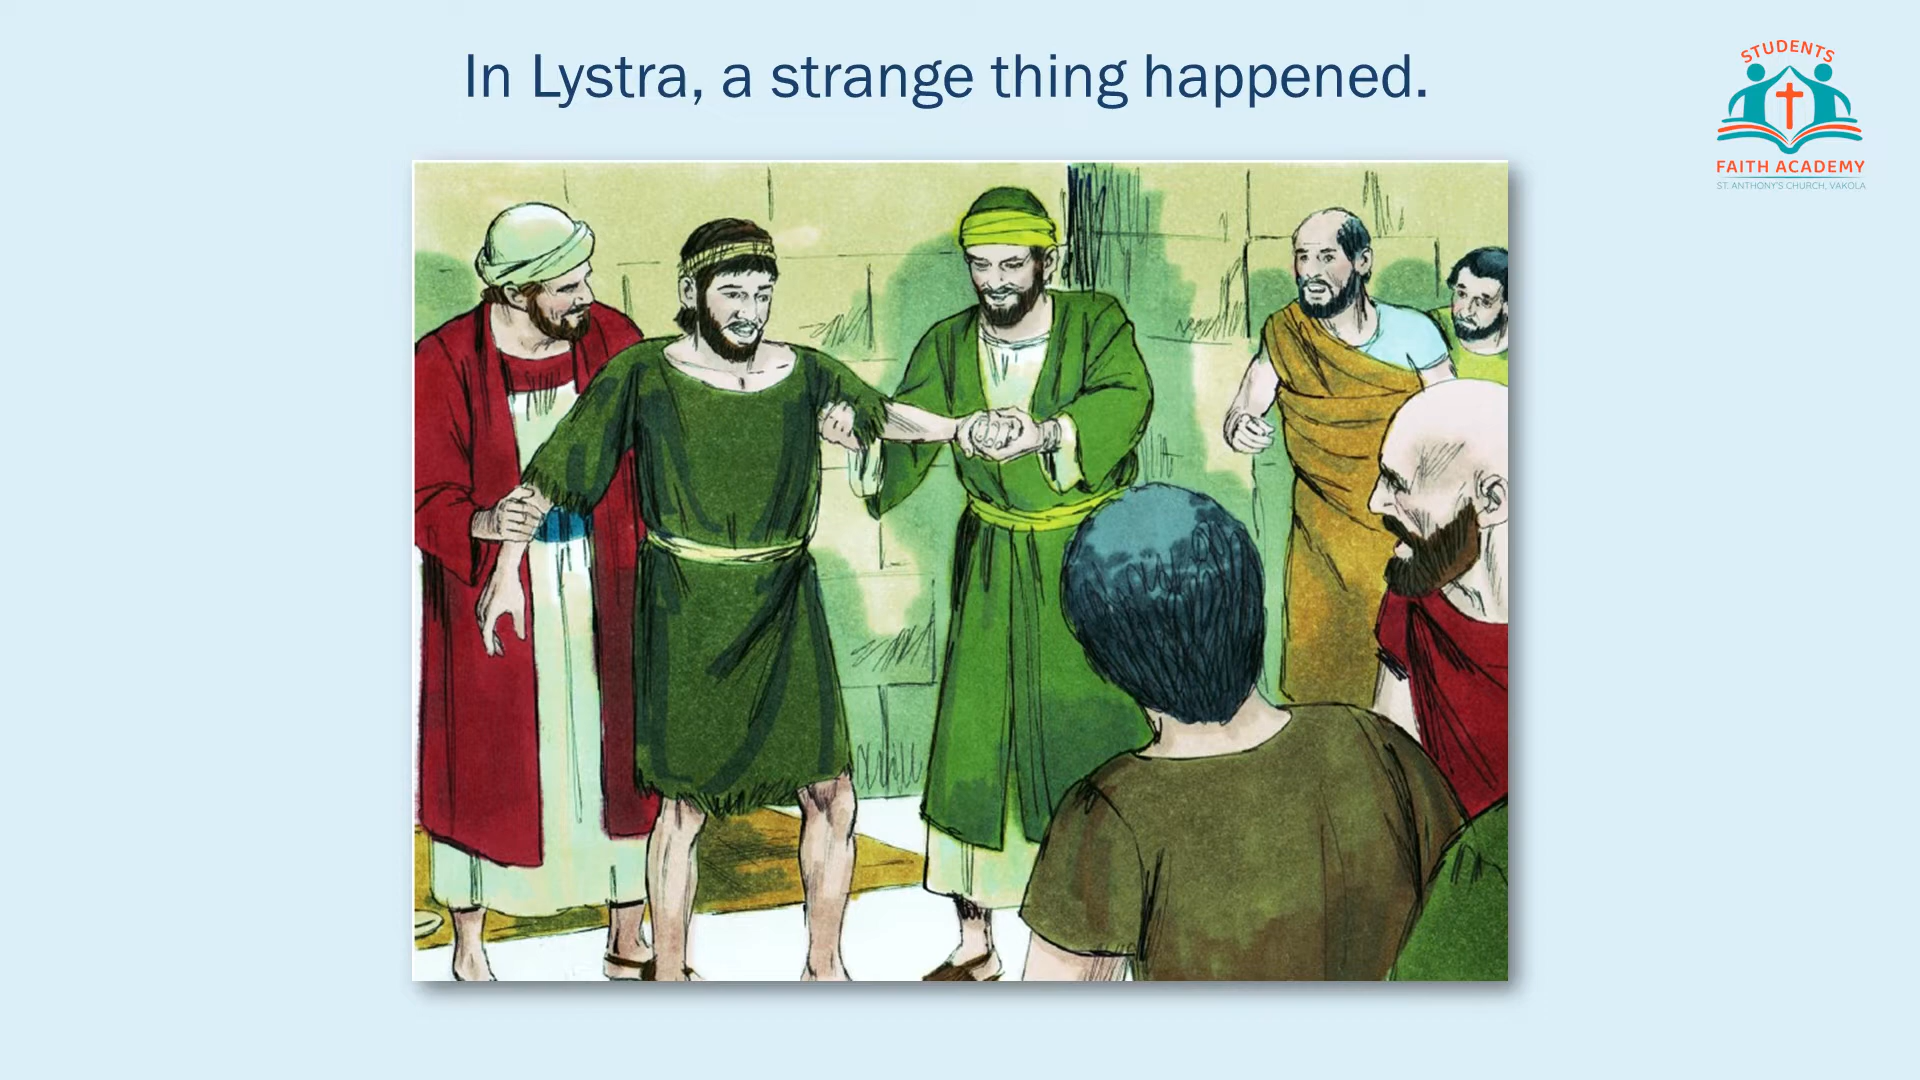 In Lystra, a strange thing happened.
STUDENTS
FAITH ACADEMY
ST. ANTHONY'S CHURCH, VAKOLA